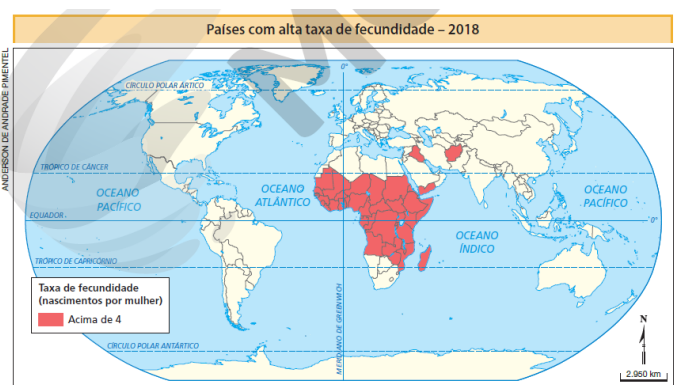 Países com alta taxa de fecundidade – 2018
ANDERSON DE ANDRADE PIMENTEL
0°
CÍRCULO POLAR ÁRTICO
TRÓPICO DE CÂNCER
OCEANO
PACÍFICO
OCEANO
ATLÂNTICO
OCEANO
PACÍFICO
EQUADOR
0°
OCEANO
ÍNDICO
TRÓPICO DE CAPRICÓRNIO
MERIDIANO DE GREENWICH
Taxa de fecundidade
(nascimentos por mulher)
Acima de 4
CÍRCULO POLAR ANTÁRTICO
N
2.950 km